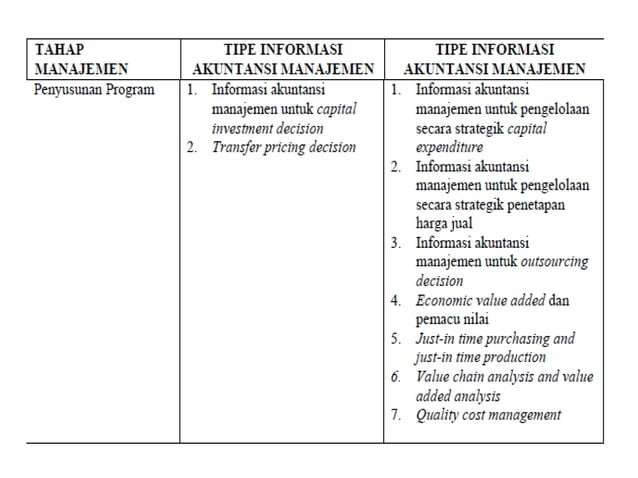 TAHAP
MANAJEMEN
TIPE INFORMASI
AKUNTANSI MANAJEMEN
TIPE INFORMASI
AKUNTANSI MANAJEMEN
Penyusunan Program
1. Informasi akuntansi
manajemen untuk capital
investment decision
2. Transfer pricing decision
1. Informasi akuntansi
manajemen untuk pengelolaan
secara strategik capital
expenditure
2. Informasi akuntansi
manajemen untuk pengelolaan
secara strategik penetapan
harga jual
3. Informasi akuntansi
manajemen untuk outsourcing
decision
4. Economic value added dan
pemacu nilai
5. Just-in time purchasing and
just-in time production
6. Value chain analysis and value
added analysis
7. Quality cost management